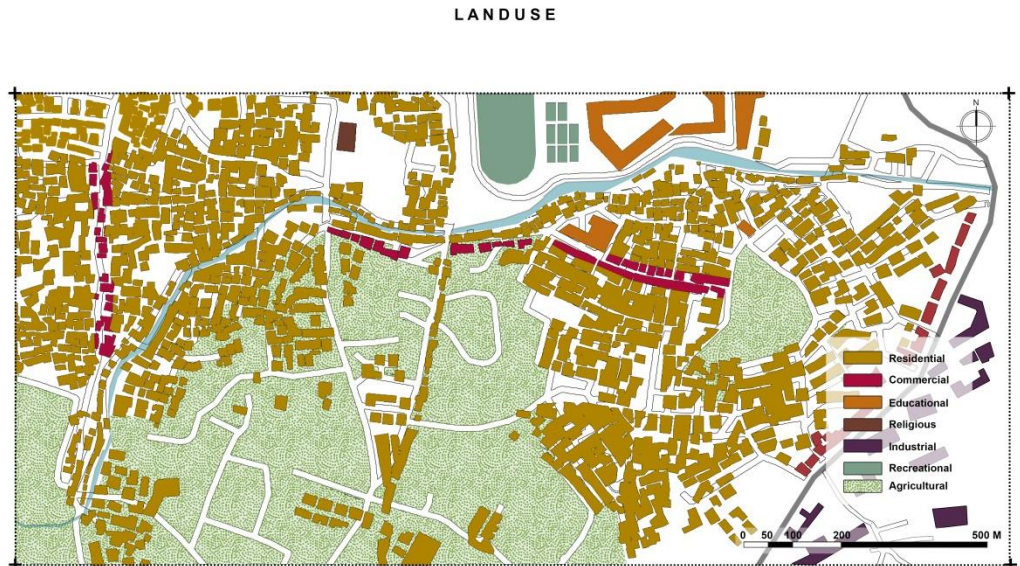 LANDUSE
N
Residential
Commercial
Educational
Religious
Industrial
Recreational
Agricultural
0 50 100 200 500 M